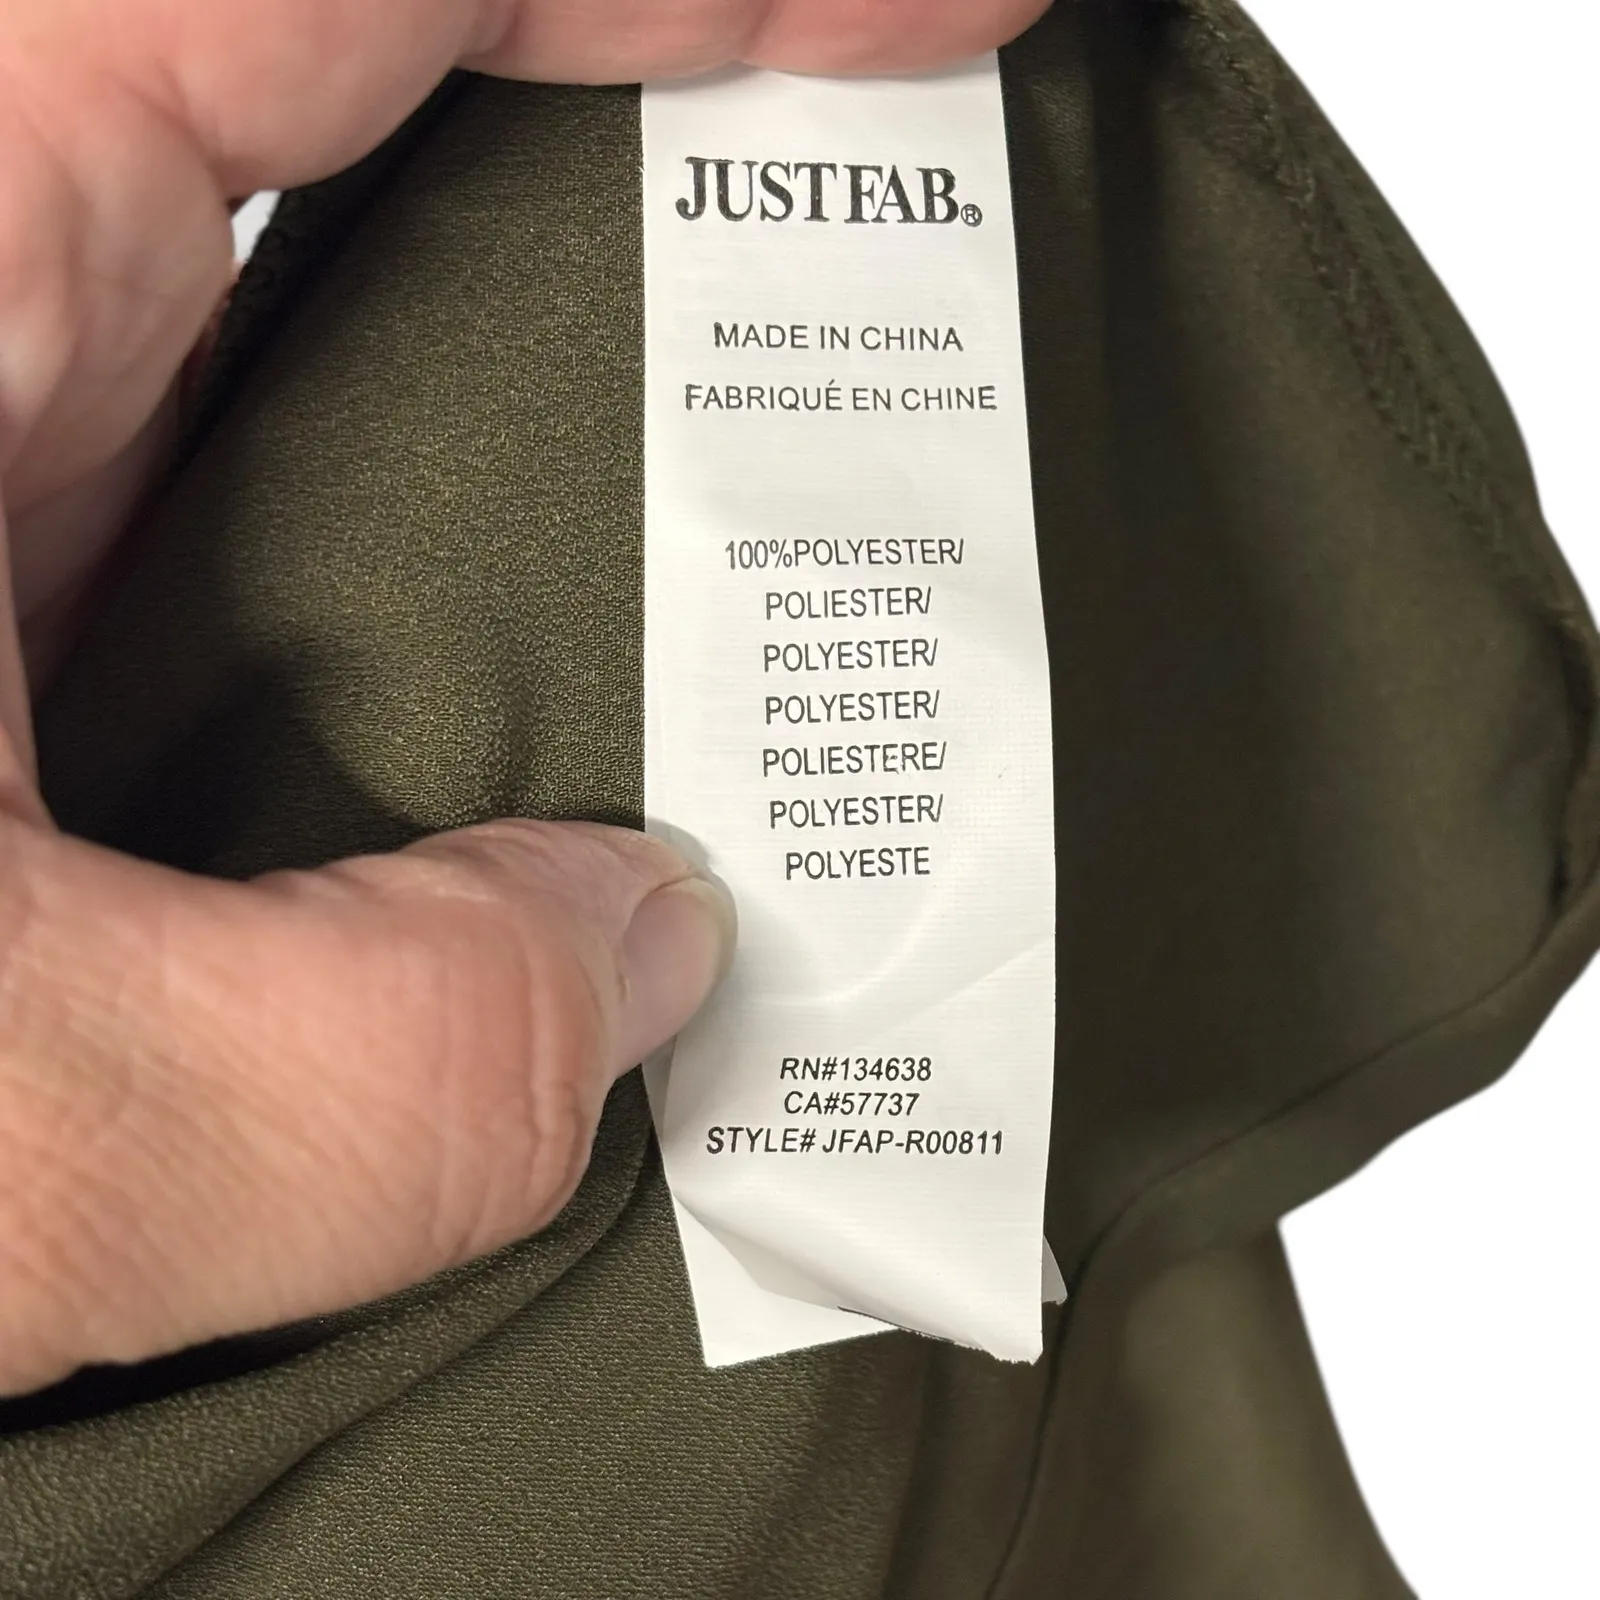 JUSTFAB®
MADE IN CHINA
FABRIQUÉ EN CHINE
100%POLYESTER/
POLIESTER/
POLYESTER/
POLYESTER/
POLIESTERE/
POLYESTER/
POLYESTE
RN#134638
CA#57737
STYLE# JFAP-R00811